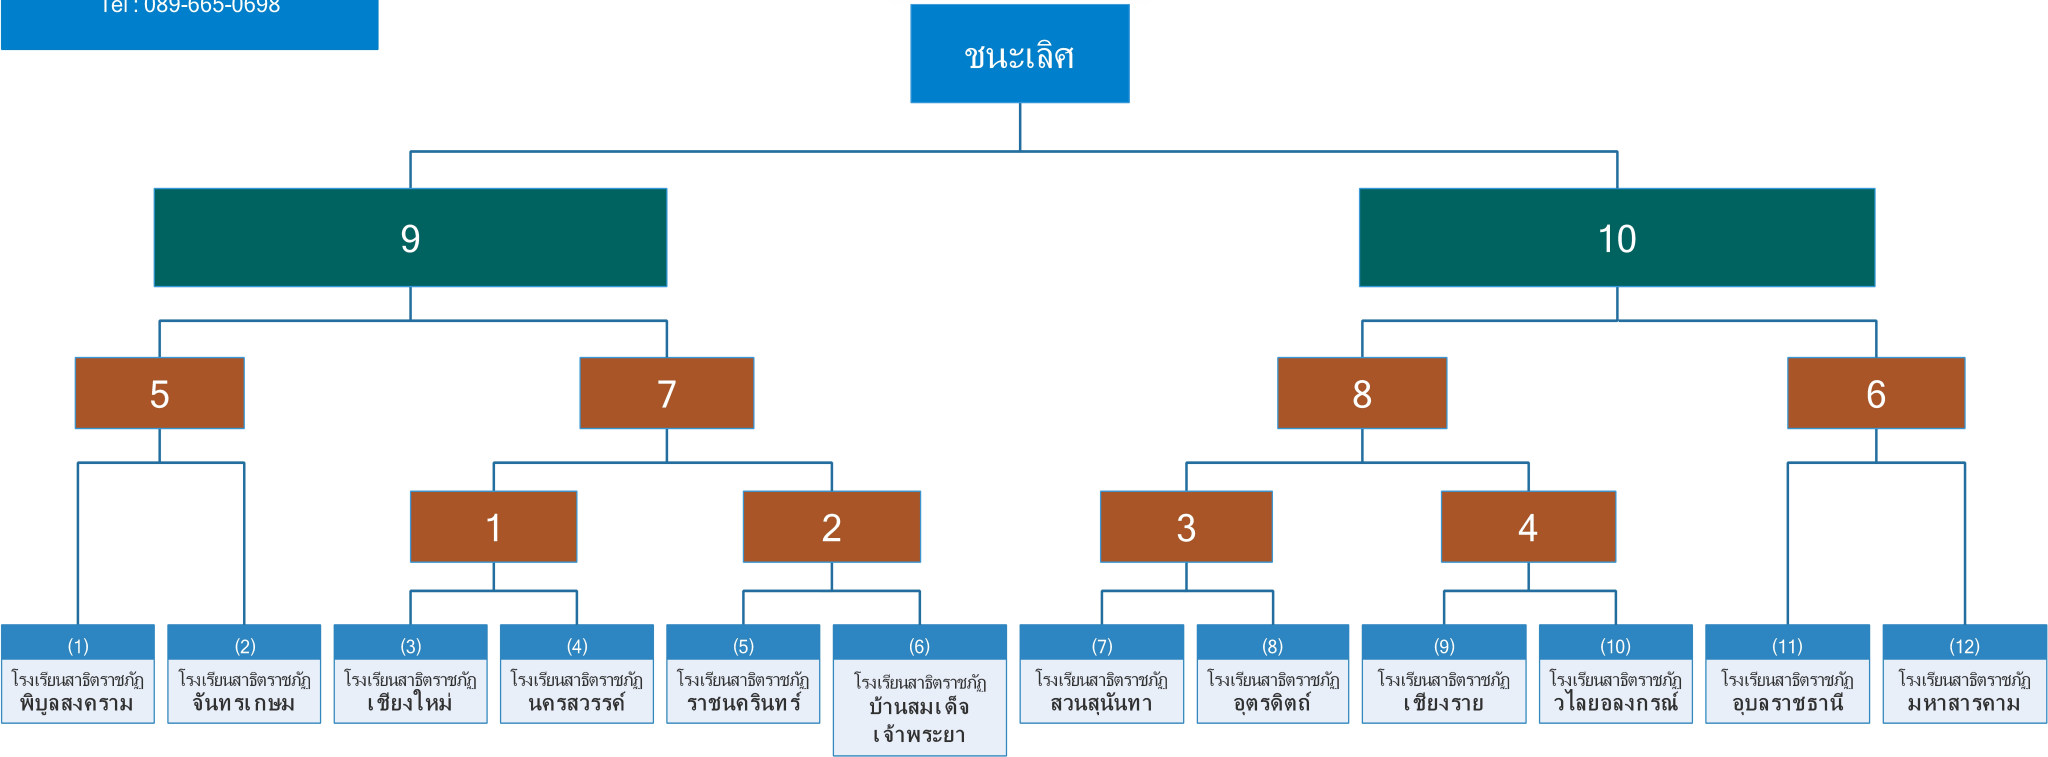 Tel : 089-665-0698
ชนะเลิศ
9
10
5
7
8
6
1
2
3
4
(1)
โรงเรียนสาธิตราชภัฏ
พิบูลสงคราม
(2)
โรงเรียนสาธิตราชภัฏ
จันทรเกษม
(3)
โรงเรียนสาธิตราชภัฏ
เชียงใหม่
(4)
โรงเรียนสาธิตราชภัฏ
นครสวรรค์
(5)
โรงเรียนสาธิตราชภัฏ
ราชนครินทร์
(6)
โรงเรียนสาธิตราชภัฏ
บ้านสมเด็จ
เจ้าพระยา
(7)
โรงเรียนสาธิตราชภัฏ
สวนสุนันทา
(8)
โรงเรียนสาธิตราชภัฏ
อุตรดิตถ์
(9)
โรงเรียนสาธิตราชภัฏ
เชียงราย
(10)
โรงเรียนสาธิตราชภัฏ
วไลยอลงกรณ์
(11)
โรงเรียนสาธิตราชภัฏ
อุบลราชธานี
(12)
โรงเรียนสาธิตราชภัฏ
มหาสารคาม